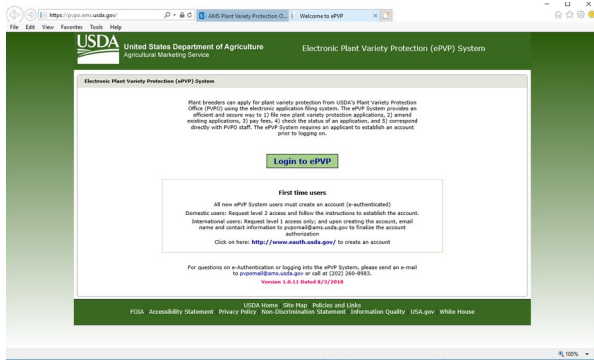 https://pvpo.ams.usda.gov/
AMS Plant Variety Protection O...
Welcome to ePVP
File Edit View Favorites Tools Help
USDA
United States Department of Agriculture
Agricultural Marketing Service
Electronic Plant Variety Protection (ePVP) System
Electronic Plant Variety Protection (ePVP) System
Plant breeders can apply for plant variety protection from USDA's Plant Variety Protection
Office (PVPO) using the electronic application filing system. The ePVP System provides an
efficient and secure way to 1) file new plant variety protection applications, 2) amend
existing applications, 3) pay fees, 4) check the status of an application, and 5) correspond
directly with PVPO staff. The ePVP System requires an applicant to establish an account
prior to logging on.
Login to ePVP
First time users
All new ePVP System users must create an account (e-authenticated)
Domestic users: Request level 2 access and follow the instructions to establish the account.
International users: Request level 1 access only; and upon creating the account, email
name and contact information to pvpomail@ams.usda.gov to finalize the account
authorization
Click on here: http://www.eauth.usda.gov/ to create an account
For questions on e-Authentication or logging into the ePVP System, please send an e-mail
to pvpomail@ams.usda.gov or call at (202) 260-8983.
Version 1.0.11 Dated 8/3/2018
USDA Home Site Map Policies and Links
FOIA Accessibility Statement Privacy Policy Non-Discrimination Statement Information Quality USA.gov White House
100%